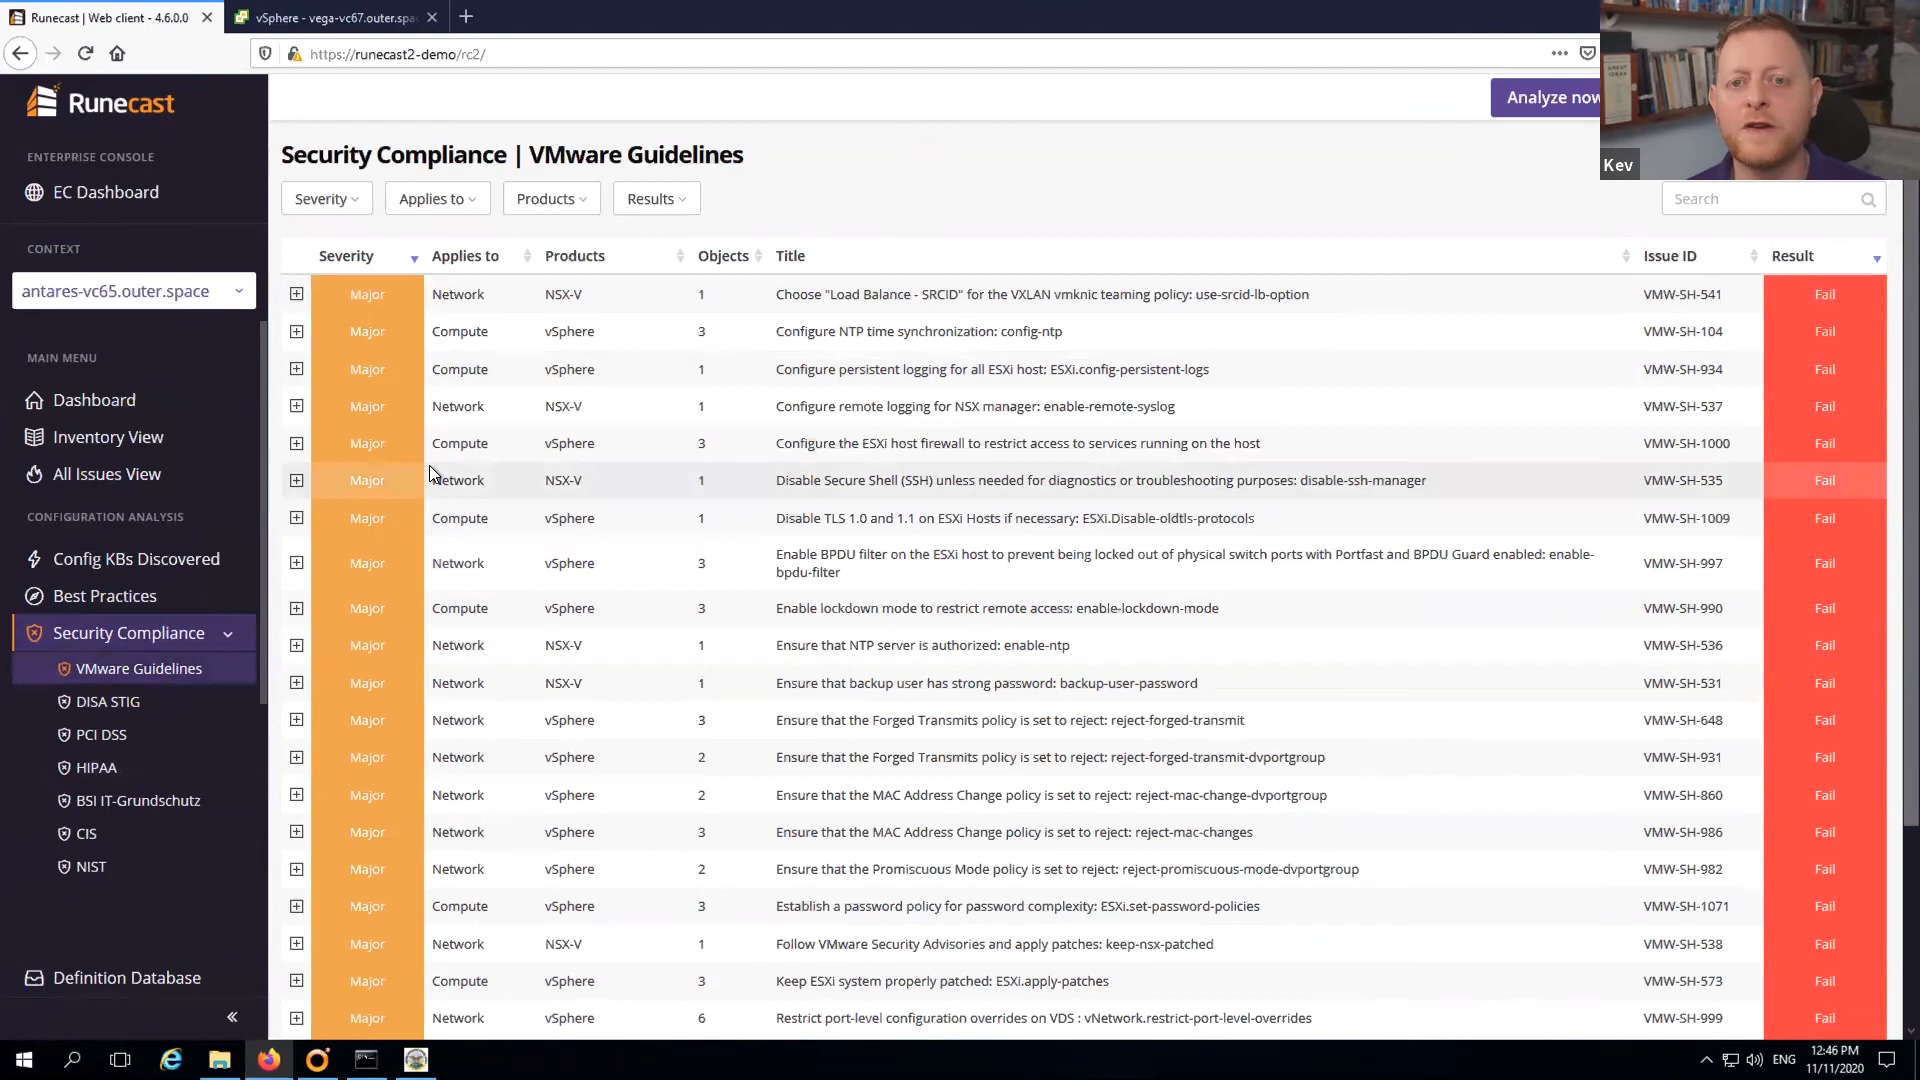 Runecast | Web client - 4.6.0.0
vSphere - vega-vc67.outer.spac
https://runecast2-demo/rc2/
Kev
Runecast
ENTERPRISE CONSOLE
EC Dashboard
CONTEXT
antares-vc65.outer.space
MAIN MENU
Dashboard
Inventory View
All Issues View
CONFIGURATION ANALYSIS
Config KBs Discovered
Best Practices
Security Compliance
VMware Guidelines
DISA STIG
PCI DSS
HIPAA
BSI IT-Grundschutz
CIS
NIST
Definition Database
Analyze now
Security Compliance | VMware Guidelines
Severity Applies to Products Results Search
Severity Applies to Products Objects Title Issue ID Result
Major Network NSX-V 1 Choose "Load Balance - SRCID" for the VXLAN vmknic teaming policy: use-srcid-lb-option VMW-SH-541 Fail
Major Compute vSphere 3 Configure NTP time synchronization: config-ntp VMW-SH-104 Fail
Major Compute vSphere 1 Configure persistent logging for all ESXi host: ESXi.config-persistent-logs VMW-SH-934 Fail
Major Network NSX-V 1 Configure remote logging for NSX manager: enable-remote-syslog VMW-SH-537 Fail
Major Compute vSphere 3 Configure the ESXi host firewall to restrict access to services running on the host VMW-SH-1000 Fail
Major Network NSX-V 1 Disable Secure Shell (SSH) unless needed for diagnostics or troubleshooting purposes: disable-ssh-manager VMW-SH-535 Fail
Major Compute vSphere 1 Disable TLS 1.0 and 1.1 on ESXi Hosts if necessary: ESXi.Disable-oldtls-protocols VMW-SH-1009 Fail
Major Network vSphere 3 Enable BPDU filter on the ESXi host to prevent being locked out of physical switch ports with Portfast and BPDU Guard enabled: enable-
bpdu-filter VMW-SH-997 Fail
Major Compute vSphere 3 Enable lockdown mode to restrict remote access: enable-lockdown-mode VMW-SH-990 Fail
Major Network NSX-V 1 Ensure that NTP server is authorized: enable-ntp VMW-SH-536 Fail
Major Network NSX-V 1 Ensure that backup user has strong password: backup-user-password VMW-SH-531 Fail
Major Network vSphere 3 Ensure that the Forged Transmits policy is set to reject: reject-forged-transmit VMW-SH-648 Fail
Major Network vSphere 2 Ensure that the Forged Transmits policy is set to reject: reject-forged-transmit-dvportgroup VMW-SH-931 Fail
Major Network vSphere 2 Ensure that the MAC Address Change policy is set to reject: reject-mac-change-dvportgroup VMW-SH-860 Fail
Major Network vSphere 3 Ensure that the MAC Address Change policy is set to reject: reject-mac-changes VMW-SH-986 Fail
Major Network vSphere 2 Ensure that the Promiscuous Mode policy is set to reject: reject-promiscuous-mode-dvportgroup VMW-SH-982 Fail
Major Compute vSphere 3 Establish a password policy for password complexity: ESXi.set-password-policies VMW-SH-1071 Fail
Major Network NSX-V 1 Follow VMware Security Advisories and apply patches: keep-nsx-patched VMW-SH-538 Fail
Major Compute vSphere 3 Keep ESXi system properly patched: ESXi.apply-patches VMW-SH-573 Fail
Major Network vSphere 6 Restrict port-level configuration overrides on VDS : vNetwork.restrict-port-level-overrides VMW-SH-999 Fail
ENG
12:46 PM
11/11/2020